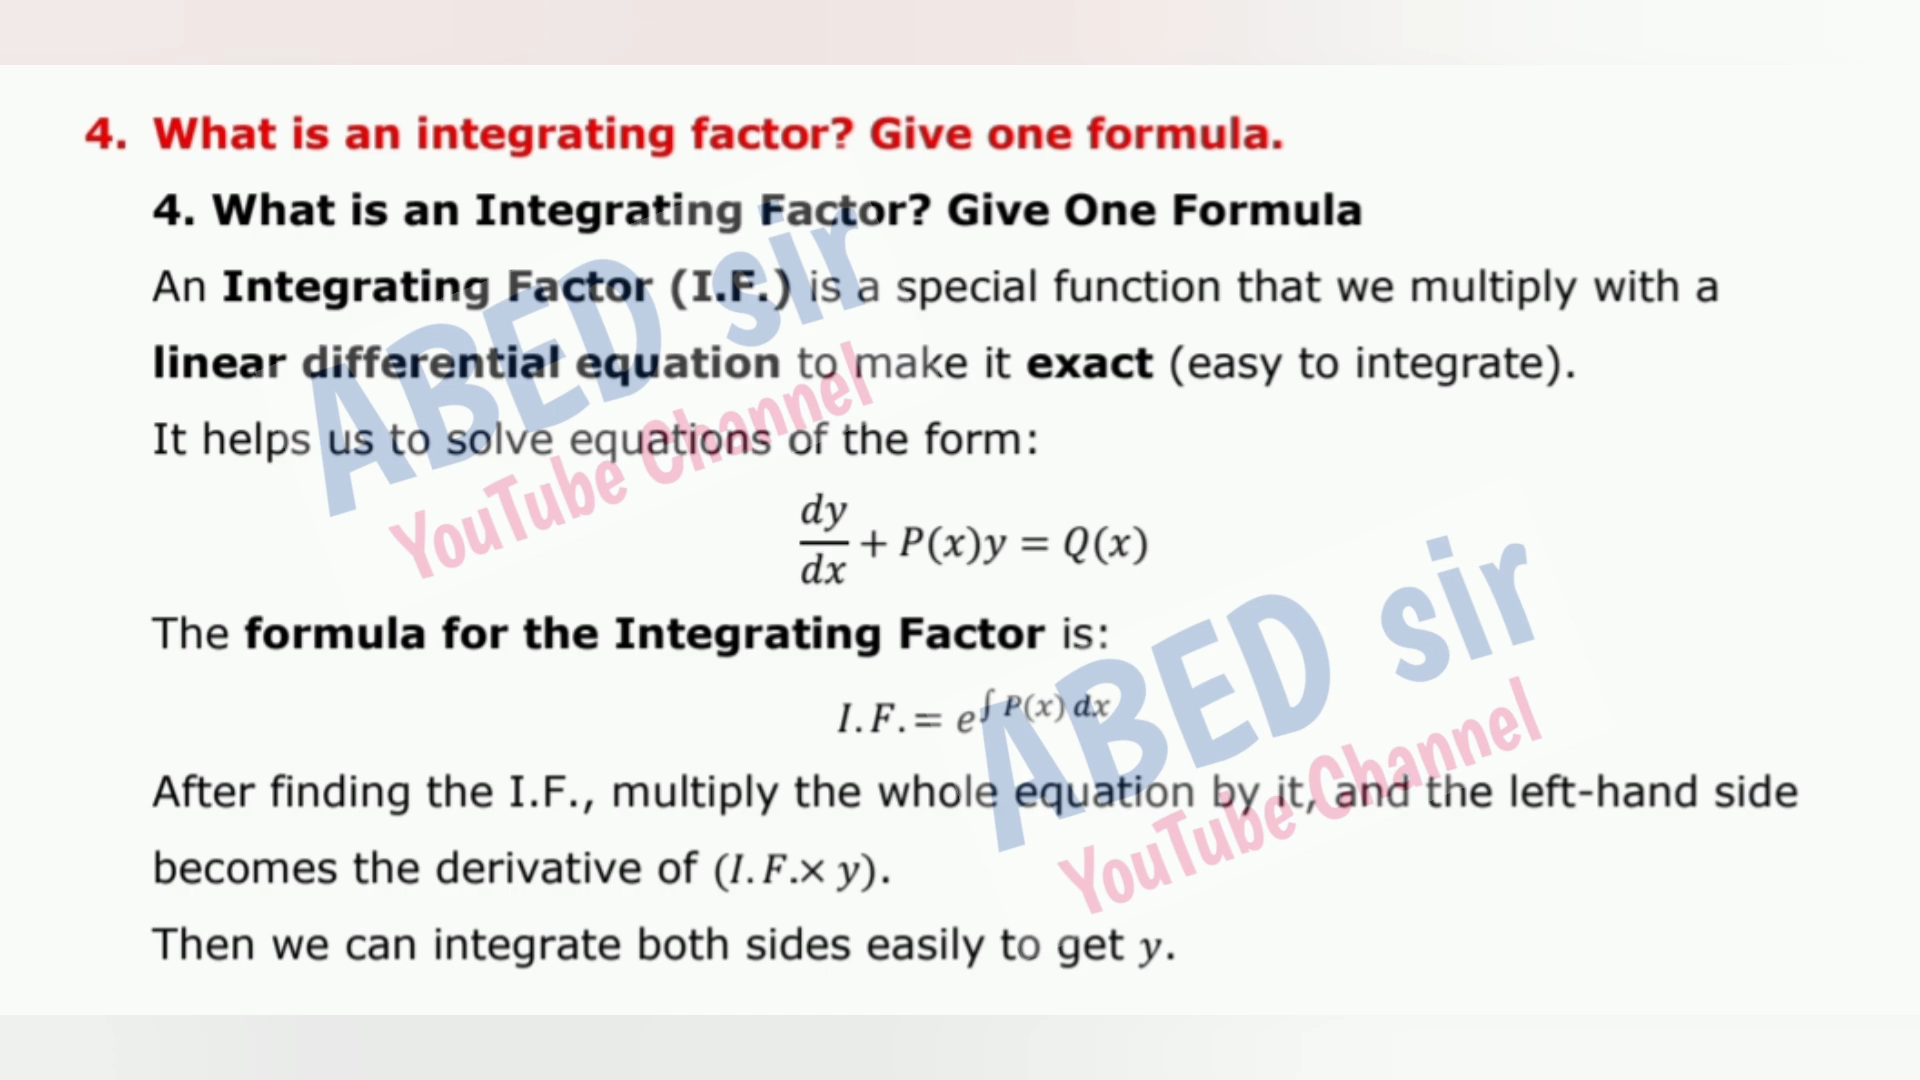 4. What is an integrating factor? Give one formula.
4. What is an Integrating Factor? Give One Formula
An Integrating Factor (I.F.) is a special function that we multiply with a
linear differential equation to make it exact (easy to integrate).
It helps us to solve equations of the form:
dy/dx + P(x)y = Q(x)
The formula for the Integrating Factor is:
I.F.= e^∫ P(x) dx
After finding the I.F., multiply the whole equation by it, and the left-hand side
becomes the derivative of (I.F.× y).
Then we can integrate both sides easily to get y.
ABED sir
YouTube Channel
ABED sir
YouTube Channel